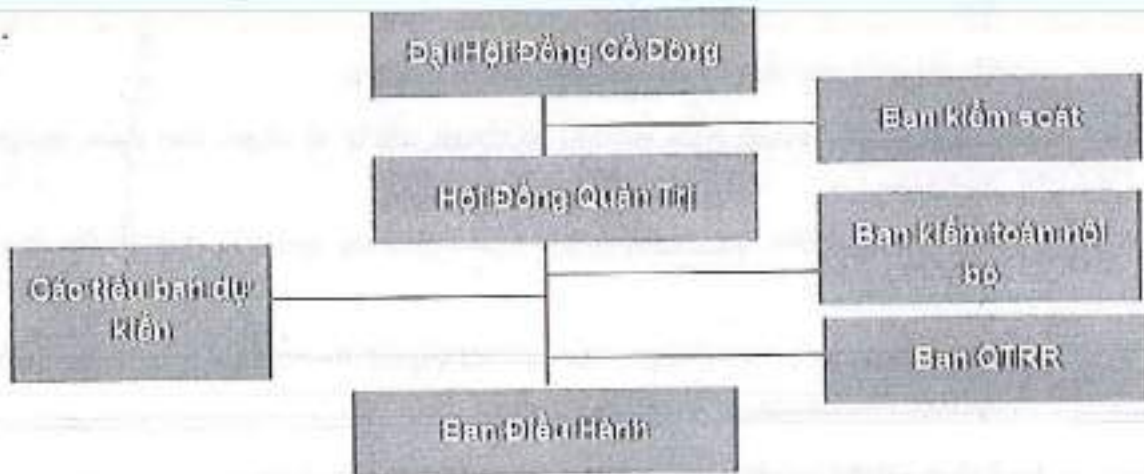 Đại Hội Đồng Cổ Đông
Ban kiểm soát
Hội Đồng Quản Trị
Ban kiểm toán nội
bộ
Các tiểu ban dự
kiến
Ban QTRR
Ban Điều Hành